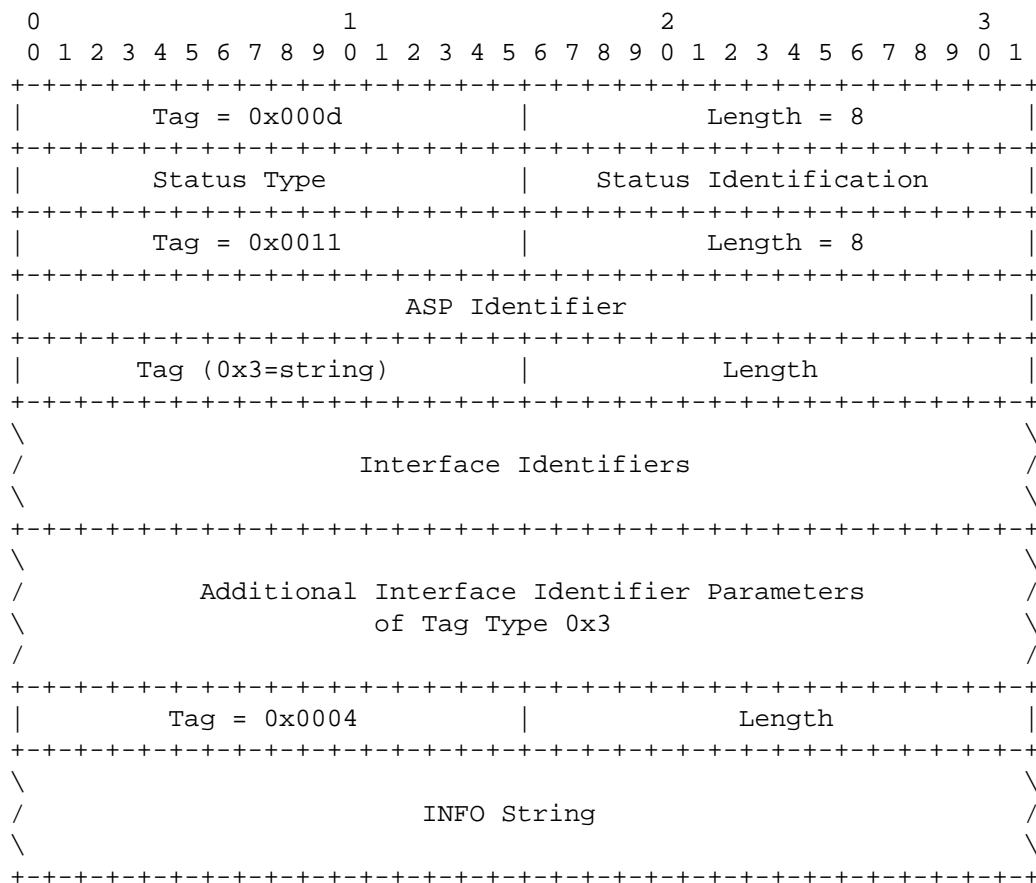 0                   1                   2                   3
 0 1 2 3 4 5 6 7 8 9 0 1 2 3 4 5 6 7 8 9 0 1 2 3 4 5 6 7 8 9 0 1
+-+-+-+-+-+-+-+-+-+-+-+-+-+-+-+-+-+-+-+-+-+-+-+-+-+-+-+-+-+-+-+-+
|        Tag = 0x000d           |           Length = 8          |
+-+-+-+-+-+-+-+-+-+-+-+-+-+-+-+-+-+-+-+-+-+-+-+-+-+-+-+-+-+-+-+-+
|        Status Type            |    Status Identification      |
+-+-+-+-+-+-+-+-+-+-+-+-+-+-+-+-+-+-+-+-+-+-+-+-+-+-+-+-+-+-+-+-+
|        Tag = 0x0011           |           Length = 8          |
+-+-+-+-+-+-+-+-+-+-+-+-+-+-+-+-+-+-+-+-+-+-+-+-+-+-+-+-+-+-+-+-+
|                        ASP Identifier                         |
+-+-+-+-+-+-+-+-+-+-+-+-+-+-+-+-+-+-+-+-+-+-+-+-+-+-+-+-+-+-+-+-+
|       Tag (0x3=string)        |            Length             |
+-+-+-+-+-+-+-+-+-+-+-+-+-+-+-+-+-+-+-+-+-+-+-+-+-+-+-+-+-+-+-+-+
\                                                               \
/                     Interface Identifiers                     /
\                                                               \
+-+-+-+-+-+-+-+-+-+-+-+-+-+-+-+-+-+-+-+-+-+-+-+-+-+-+-+-+-+-+-+-+
\                                                               \
/           Additional Interface Identifier Parameters          /
\                      of Tag Type 0x3                          \
/                                                               /
+-+-+-+-+-+-+-+-+-+-+-+-+-+-+-+-+-+-+-+-+-+-+-+-+-+-+-+-+-+-+-+-+
|         Tag = 0x0004          |             Length            |
+-+-+-+-+-+-+-+-+-+-+-+-+-+-+-+-+-+-+-+-+-+-+-+-+-+-+-+-+-+-+-+-+
\                                                               \
/                         INFO String                           /
\                                                               \
+-+-+-+-+-+-+-+-+-+-+-+-+-+-+-+-+-+-+-+-+-+-+-+-+-+-+-+-+-+-+-+-+